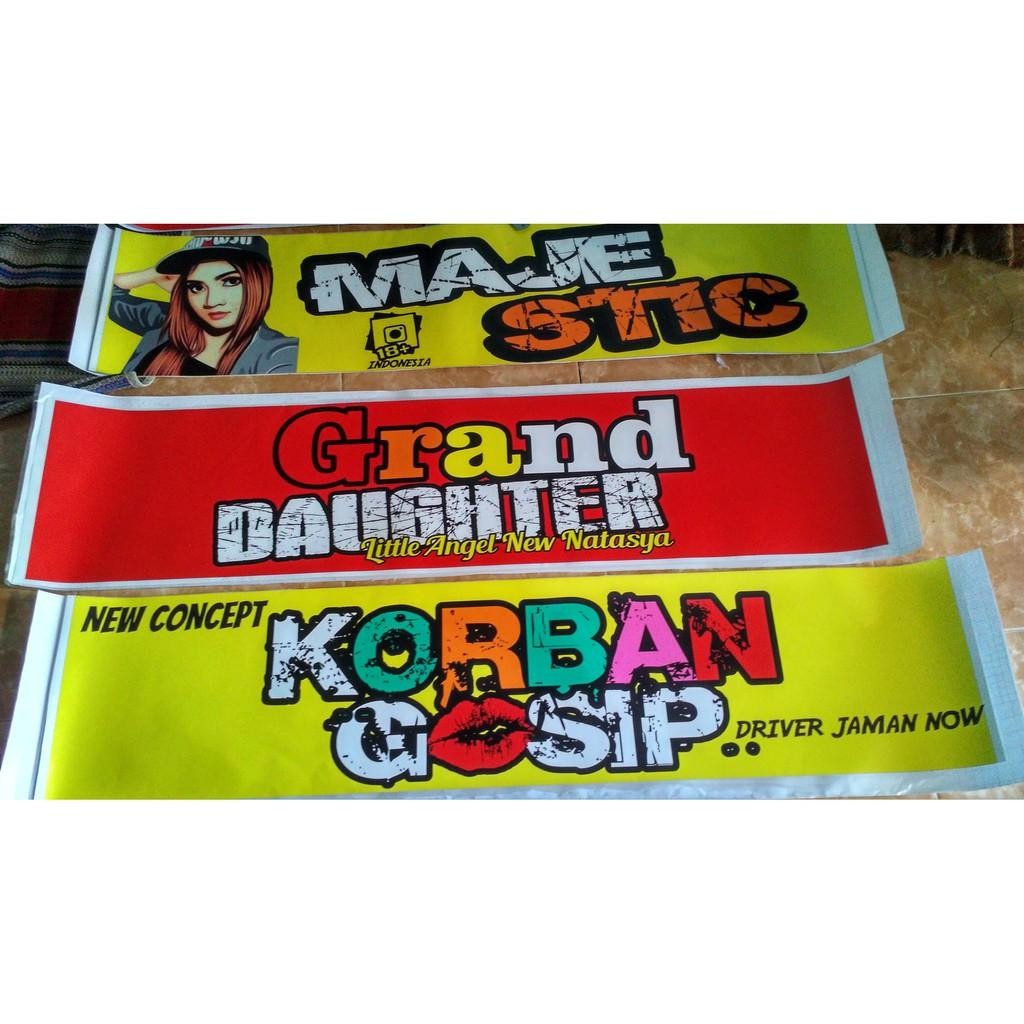 MAJE
STIC
18+
INDONESIA
Grand
DAUGHTER
Little Angel New Natasya
NEW CONCEPT
KORBAN
GOSIP..
DRIVER JAMAN NOW